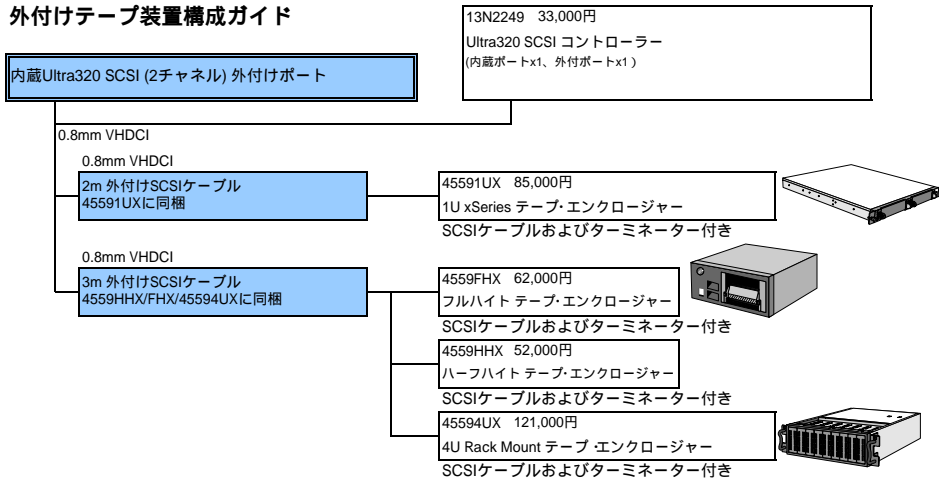 外付けテープ装置構成ガイド
13N2249 33,000円
Ultra320 SCSI コントローラー
(内蔵ポートx1、外付ポートx1 )
内蔵Ultra320 SCSI (2チャネル) 外付けポート
0.8mm VHDCI
0.8mm VHDCI
2m 外付けSCSIケーブル
45591UXに同梱
45591UX 85,000円
1U xSeries テープ・エンクロージャー
SCSIケーブルおよびターミネーター付き
0.8mm VHDCI
3m 外付けSCSIケーブル
4559HHX/FHX/45594UXに同梱
4559FHX 62,000円
フルハイト テープ・エンクロージャー
SCSIケーブルおよびターミネーター付き
4559HHX 52,000円
ハーフハイト テープ・エンクロージャー
SCSIケーブルおよびターミネーター付き
45594UX 121,000円
4U Rack Mount テープ・エンクロージャー
SCSIケーブルおよびターミネーター付き